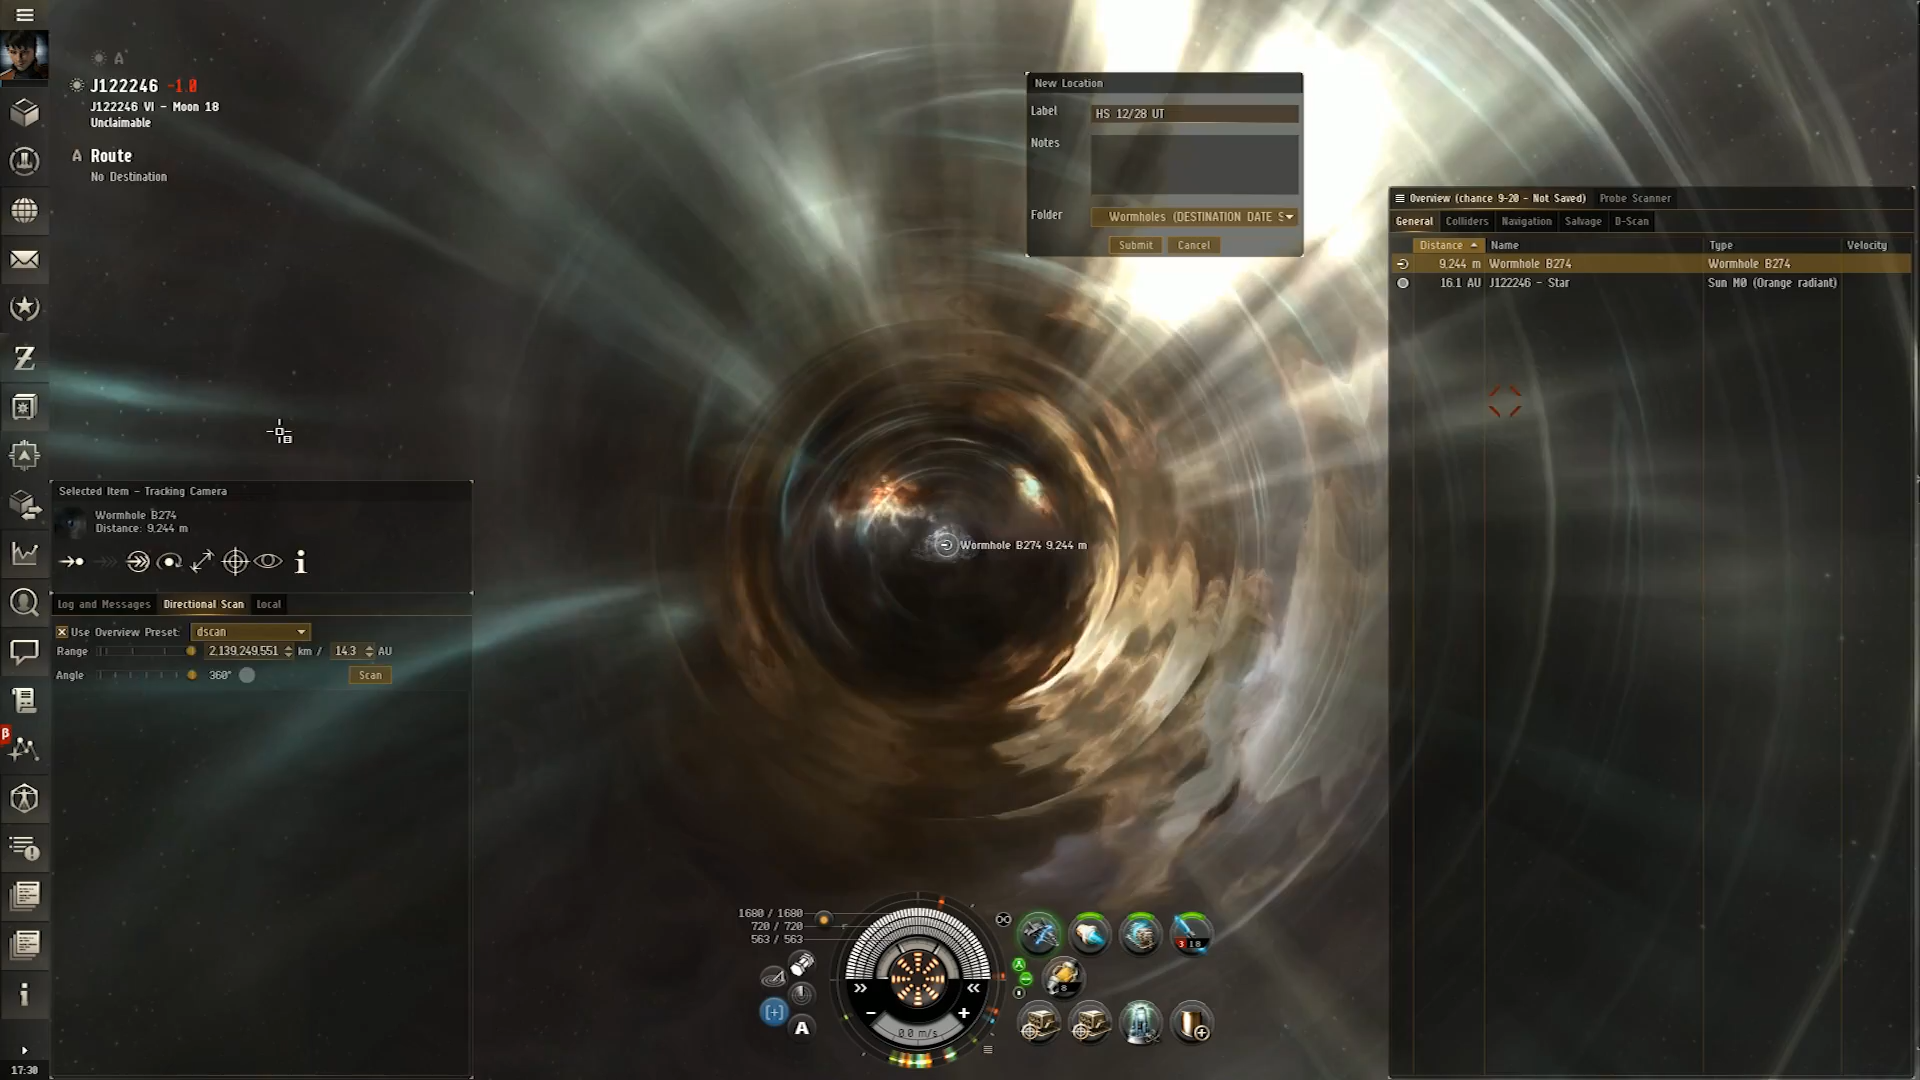 A
J122246 -1.0
J122246 VI - Moon 18
Unclaimable
A Route
No Destination
New Location
Label
HS 12/28 UT
Notes
Folder
Wormholes (DESTINATION DATE S
Submit
Cancel
Overview (chance 9-20 - Not Saved)
Probe Scanner
General
Colliders
Navigation
Salvage
D-Scan
Distance
Name
Type
Velocity
9,244 m
Wormhole B274
Wormhole B274
16.1 AU
J122246 - Star
Sun M0 (Orange radiant)
Wormhole B274 9,244 m
Selected Item - Tracking Camera
Wormhole B274
Distance: 9,244 m
Log and Messages
Directional Scan
Local
Use Overview Preset:
dscan
Range
2,139,249,551
km /
14.3
AU
Angle
360°
Scan
β
1680 / 1680
720 / 720
563 / 563
3 18
8
A
0.0 m/s
17:30